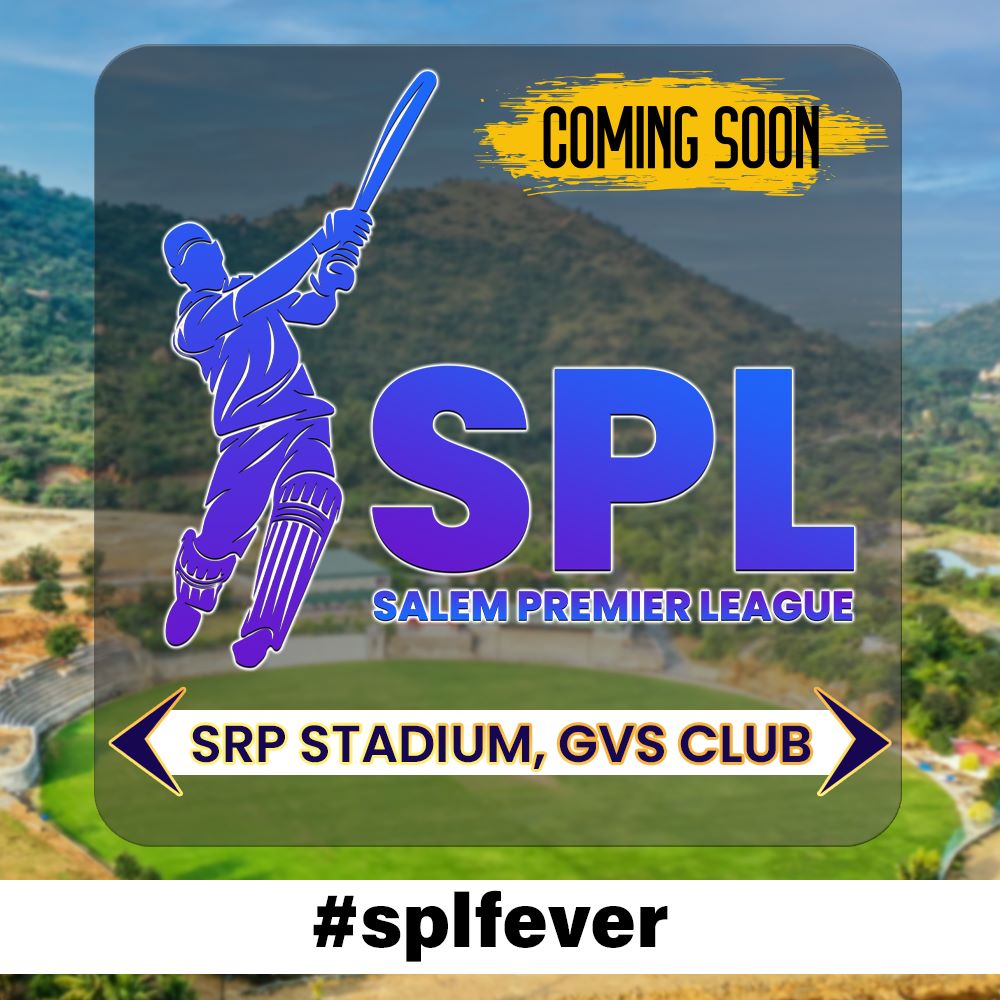 COMING SOON
SPL
SALEM PREMIER LEAGUE
SRP STADIUM, GVS CLUB
#splfever